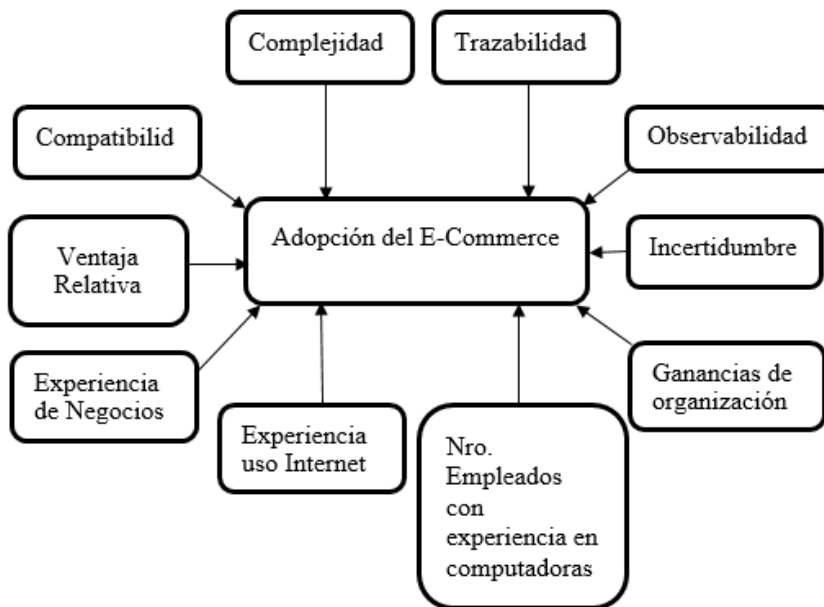 Complejidad
Trazabilidad
Compatibilid
Observabilidad
Adopción del E-Commerce
Ventaja
Relativa
Incertidumbre
Experiencia
de Negocios
Experiencia
uso Internet
Nro.
Empleados
con
experiencia en
computadoras
Ganancias de
organización